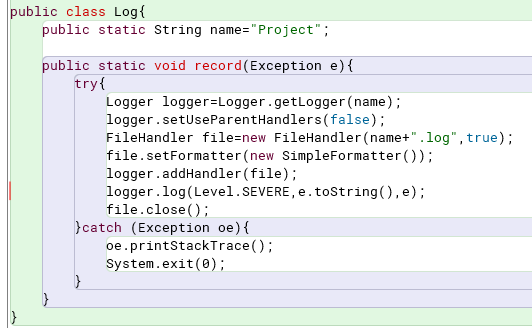 public class Log{
    public static String name="Project";
    public static void record(Exception e){
        try{
            Logger logger=Logger.getLogger(name);
            logger.setUseParentHandlers(false);
            FileHandler file=new FileHandler(name+".log",true);
            file.setFormatter(new SimpleFormatter());
            logger.addHandler(file);
            logger.log(Level.SEVERE,e.toString(),e);
            file.close();
        }catch (Exception oe){
            oe.printStackTrace();
            System.exit(0);
        }
    }
}